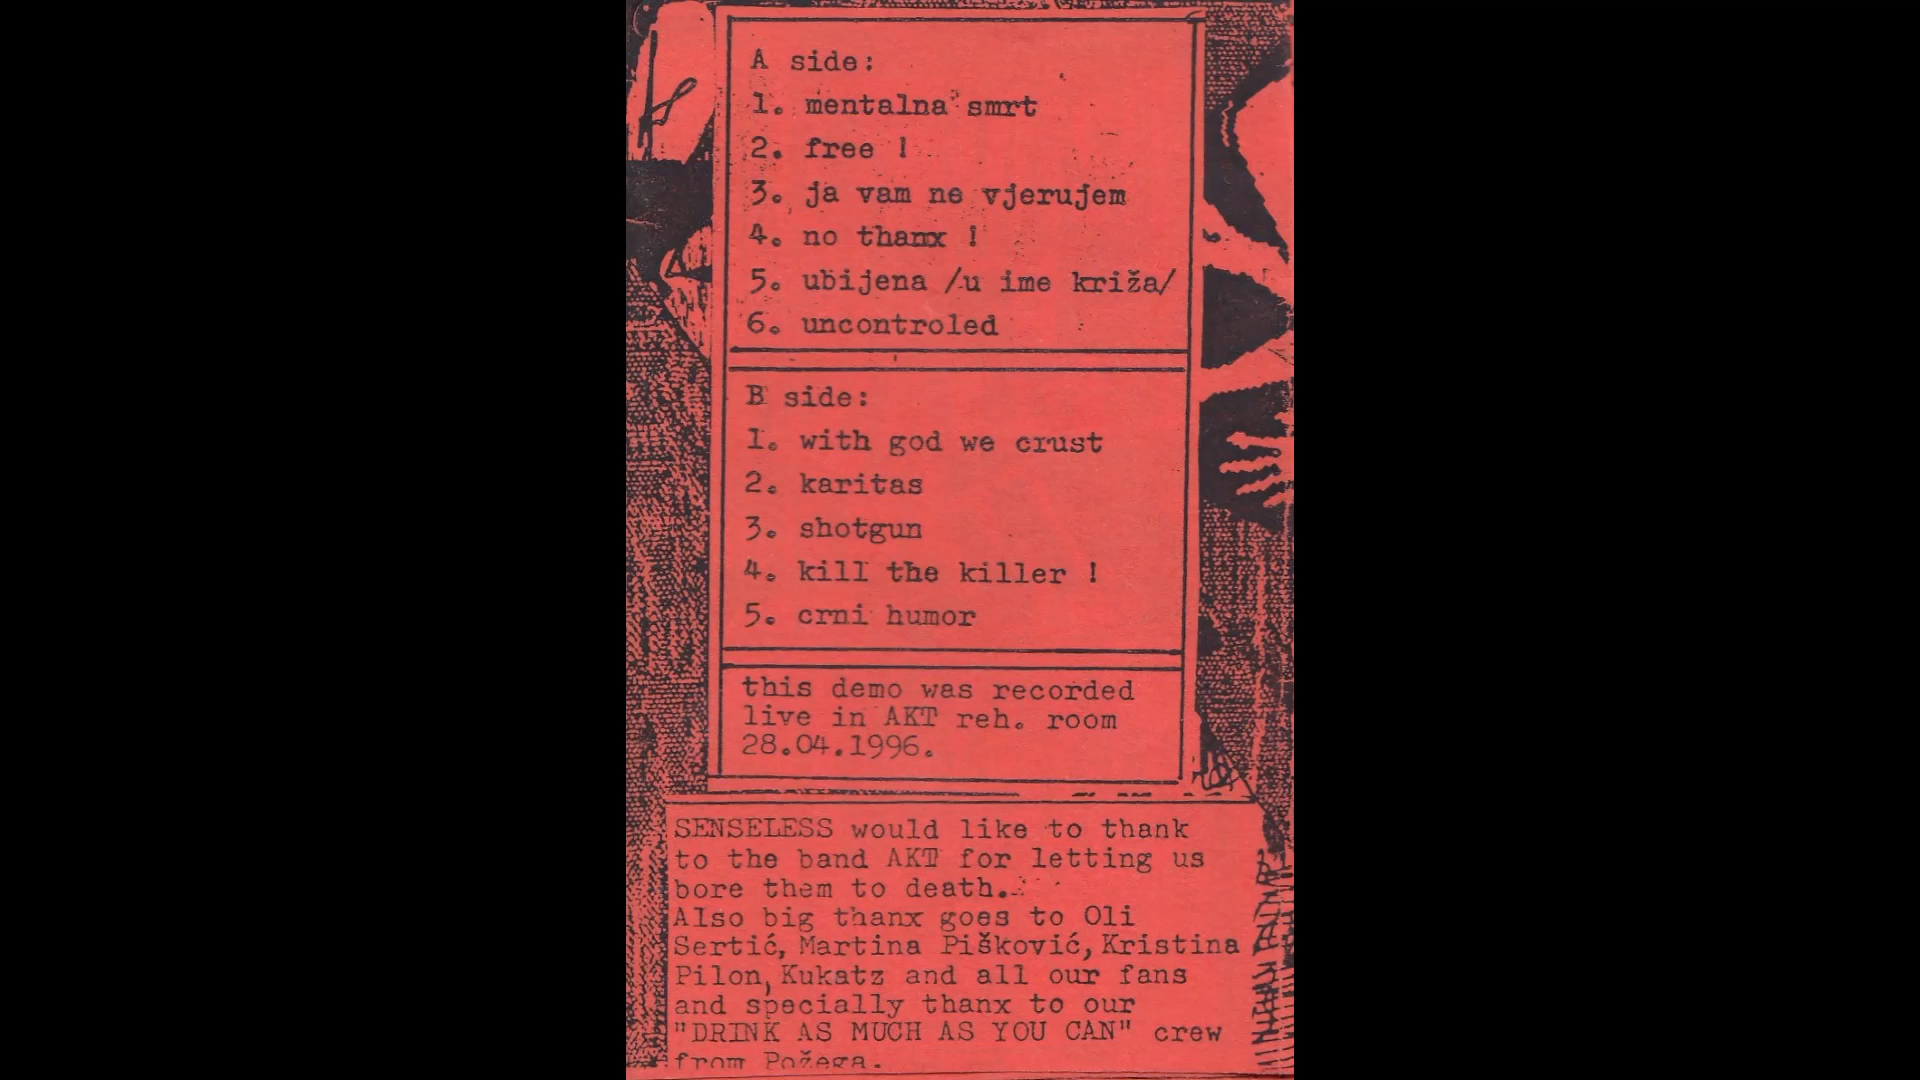 A side:
1. mentalna smrt
2. free !
3. ja vam ne vjerujem
4. no thanx !
5. ubijena /u ime križa/
6. uncontroled
B side:
1. with god we crust
2. karitas
3. shotgun
4. kill the killer !
5. crni humor
this demo was recorded
live in AKT reh. room
28.04.1996.
SENSELESS would like to thank
to the band AKT for letting us
bore them to death.
Also big thanx goes to Oli
Sertić,Martina Pišković,Kristina
Pilon,Kukatz and all our fans
and specially thanx to our
"DRINK AS MUCH AS YOU CAN" crew
from Požega.